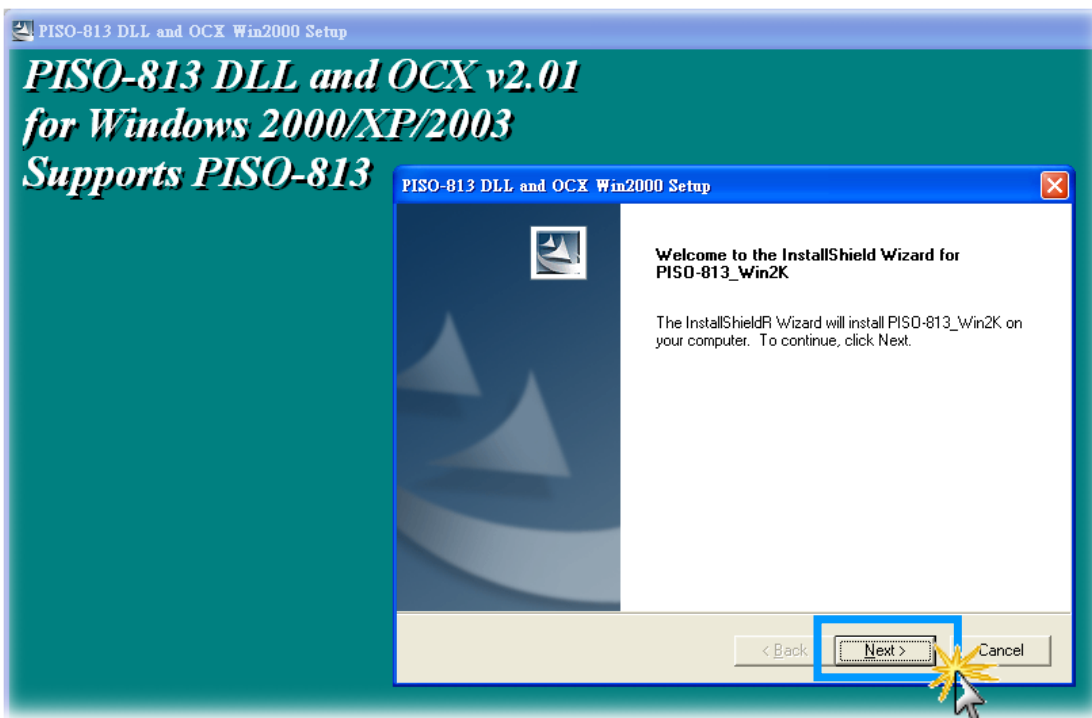 PISO-813 DLL and OCX Win2000 Setup
PISO-813 DLL and OCX v2.01
for Windows 2000/XP/2003
Supports PISO-813
PISO-813 DLL and OCX Win2000 Setup
Welcome to the InstallShield Wizard for
PISO-813_Win2K
The InstallShieldR Wizard will install PISO-813_Win2K on
your computer. To continue, click Next.
< Back
Next >
Cancel